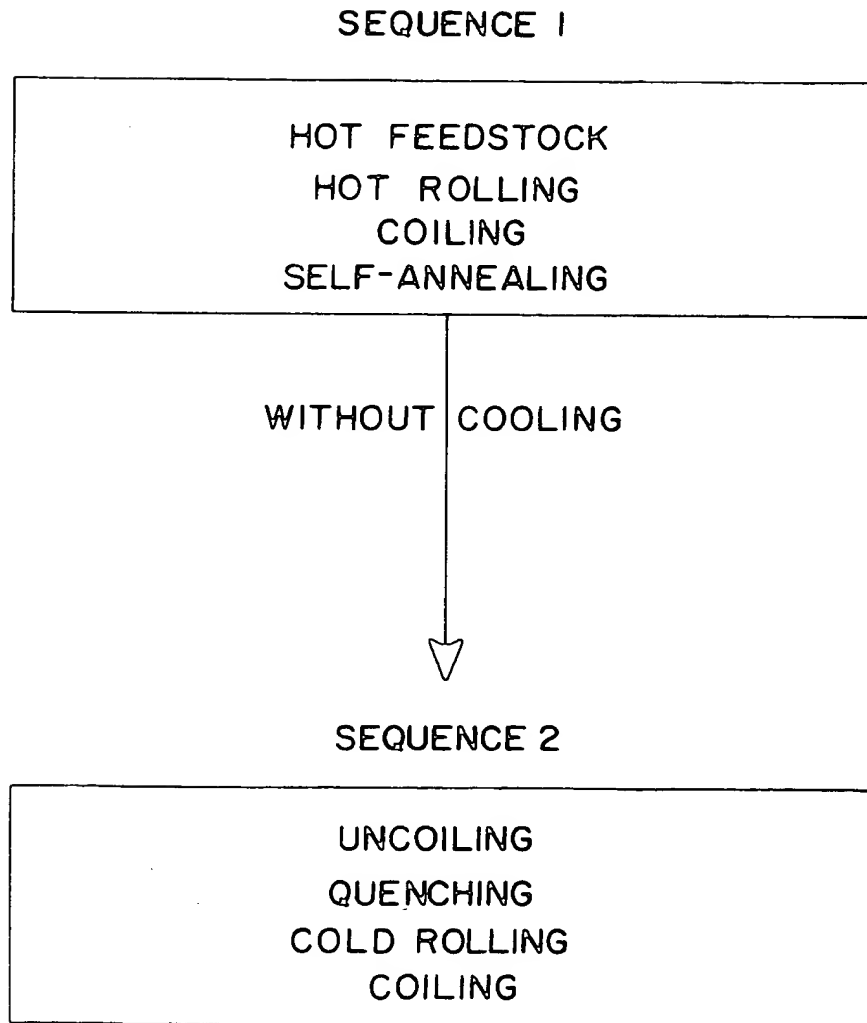 SEQUENCE 1
HOT FEEDSTOCK
HOT ROLLING
COILING
SELF-ANNEALING
WITHOUT COOLING
SEQUENCE 2
UNCOILING
QUENCHING
COLD ROLLING
COILING